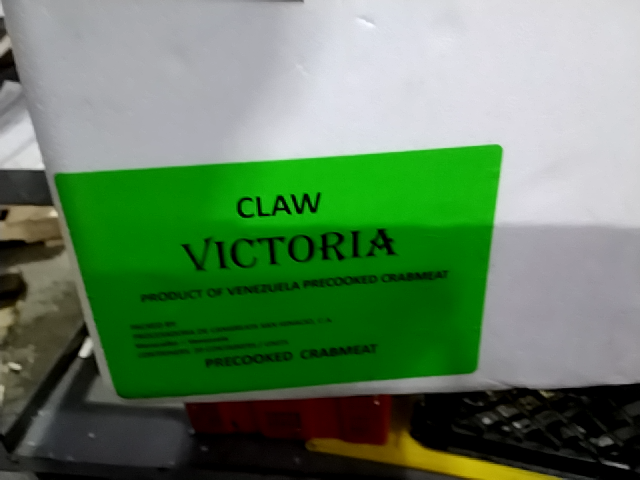 CLAW
VICTORIA
PRODUCT OF VENEZUELA PRECOOKED CRABMEAT
PACKED BY
PRECOOKED CRABMEAT